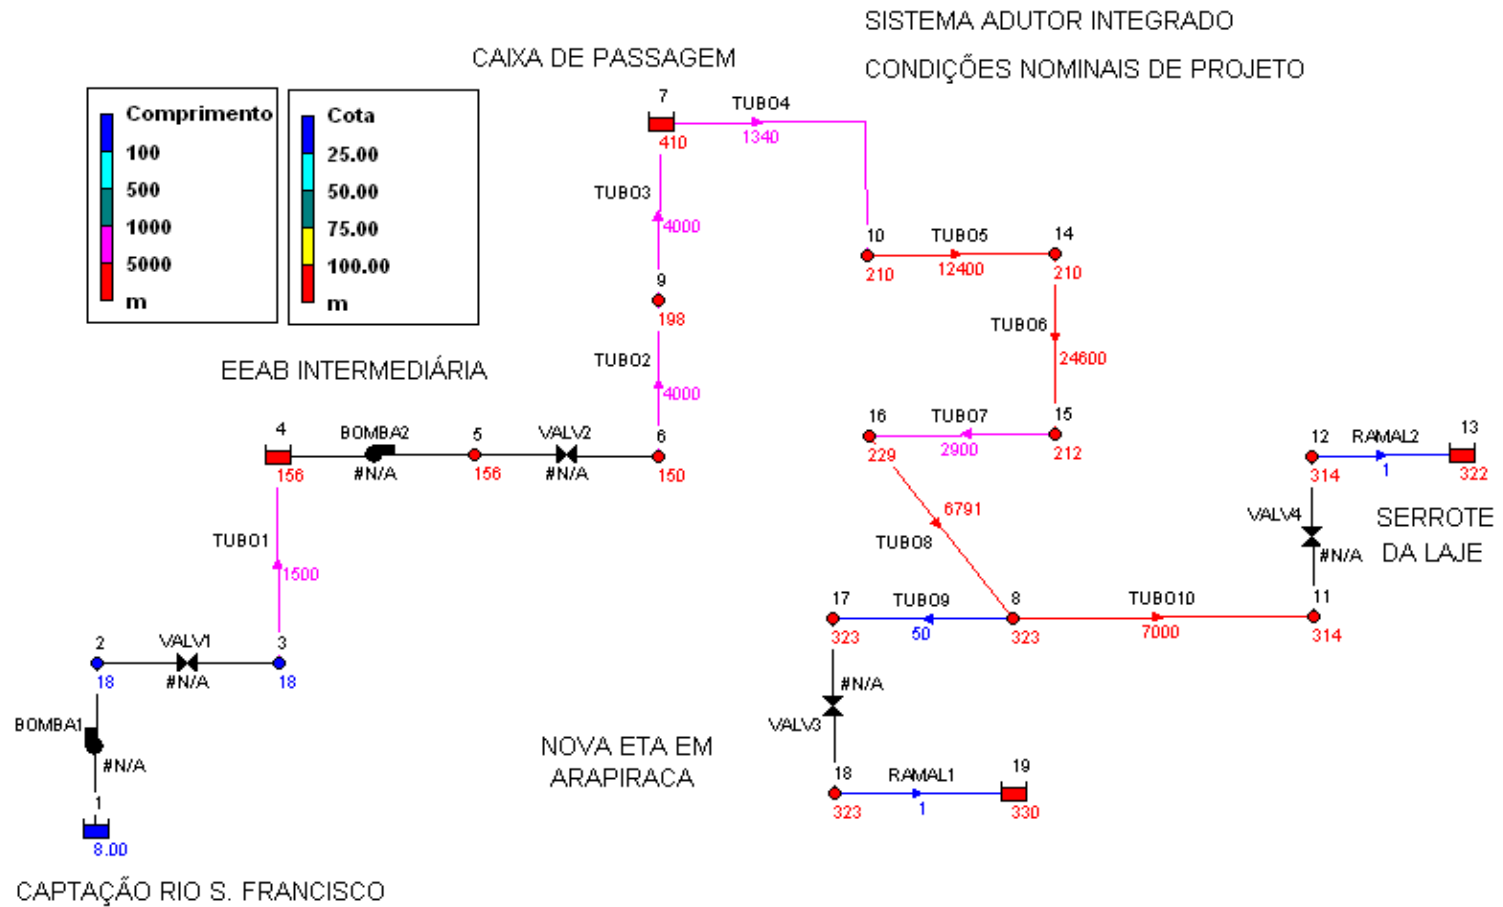 SISTEMA ADUTOR INTEGRADO
CONDIÇÕES NOMINAIS DE PROJETO
CAIXA DE PASSAGEM
Comprimento
100
500
1000
5000
m
Cota
25.00
50.00
75.00
100.00
m
7
410
TUBO4
1340
TUBO3
4000
10
210
TUBO5
12400
14
210
9
198
TUBO6
24600
TUBO2
4000
EEAB INTERMEDIÁRIA
4
156
BOMBA2
#N/A
5
156
VALV2
#N/A
6
150
16
229
TUBO7
2900
15
212
12
314
RAMAL2
1
13
322
SERROTE
DA LAJE
VALV4
#N/A
TUBO8
6791
TUBO1
1500
17
323
TUBO9
50
8
323
TUBO10
7000
11
314
2
18
VALV1
#N/A
3
18
#N/A
VALV3
BOMBA1
#N/A
NOVA ETA EM
ARAPIRACA
18
323
RAMAL1
1
19
330
1
8.00
CAPTAÇÃO RIO S. FRANCISCO